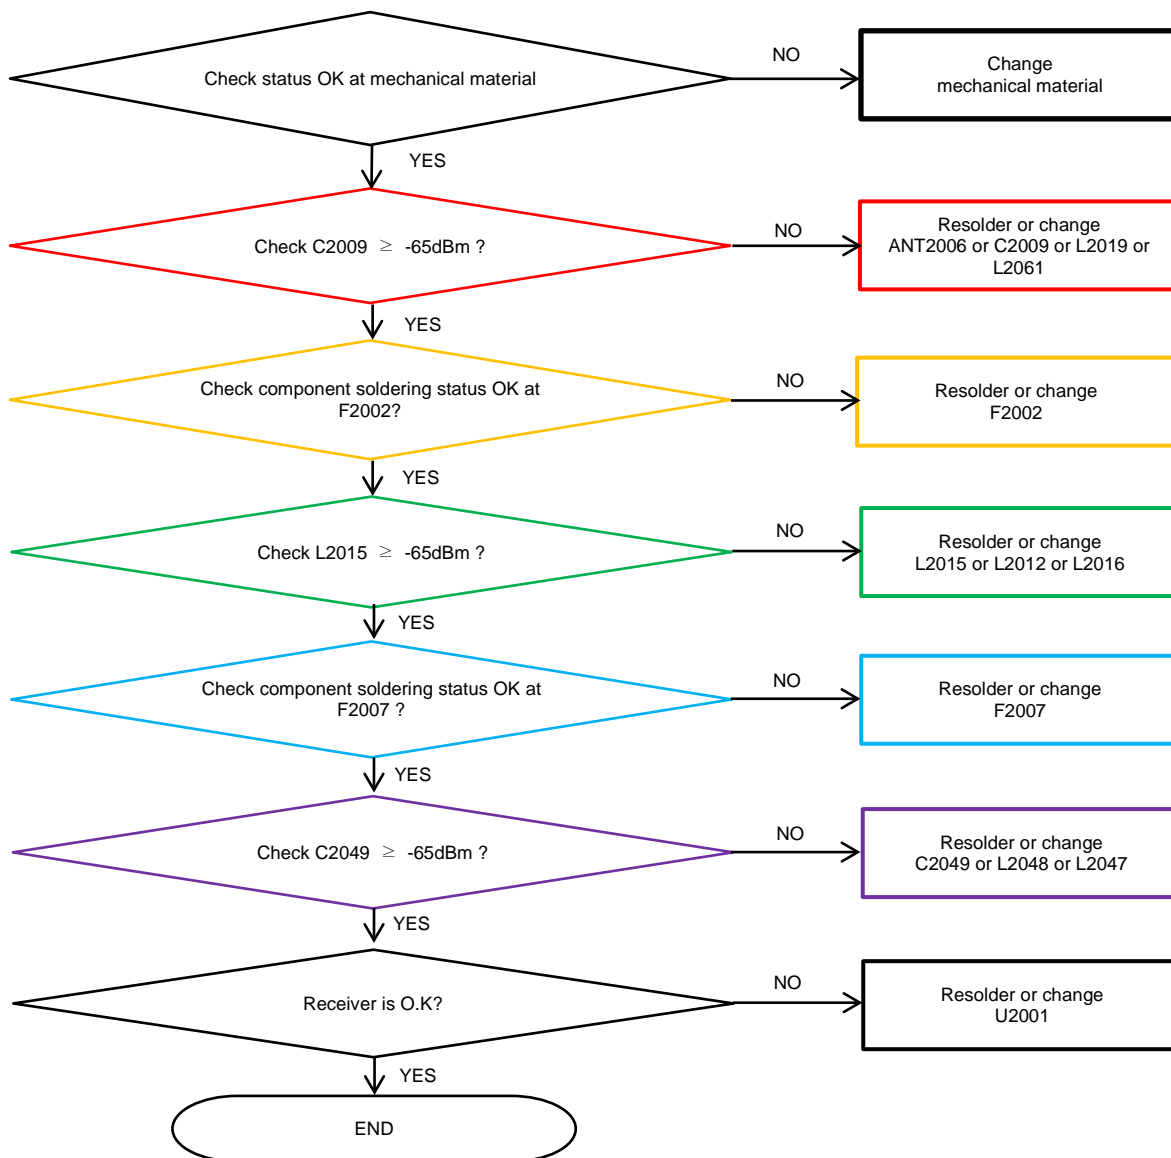 Check status OK at mechanical material
NO
Change
mechanical material
YES
Check C2009 ≥ -65dBm ?
NO
Resolder or change
ANT2006 or C2009 or L2019 or
L2061
YES
Check component soldering status OK at
F2002?
NO
Resolder or change
F2002
YES
Check L2015 ≥ -65dBm ?
NO
Resolder or change
L2015 or L2012 or L2016
YES
Check component soldering status OK at
F2007 ?
NO
Resolder or change
F2007
YES
Check C2049 ≥ -65dBm ?
NO
Resolder or change
C2049 or L2048 or L2047
YES
Receiver is O.K?
NO
Resolder or change
U2001
YES
END